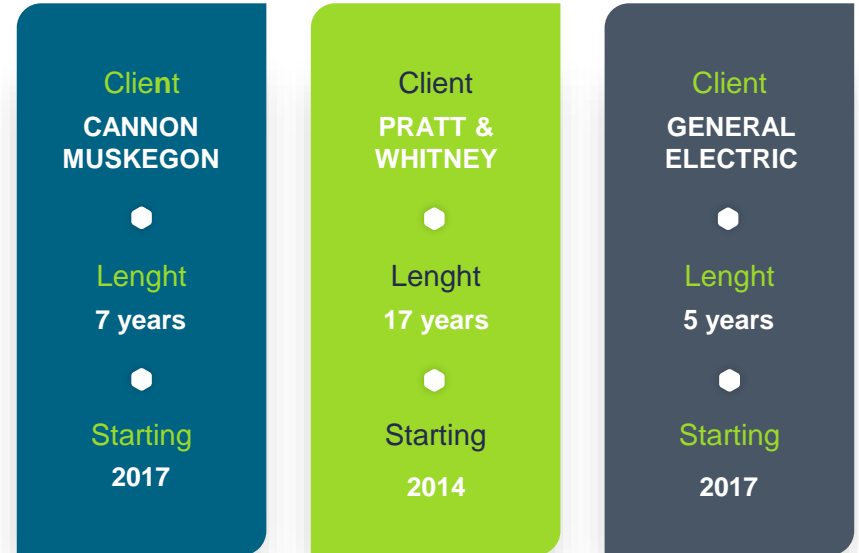 Client
CANNON
MUSKEGON
Lenght
7 years
Starting
2017
Client
PRATT &
WHITNEY
Lenght
17 years
Starting
2014
Client
GENERAL
ELECTRIC
Lenght
5 years
Starting
2017